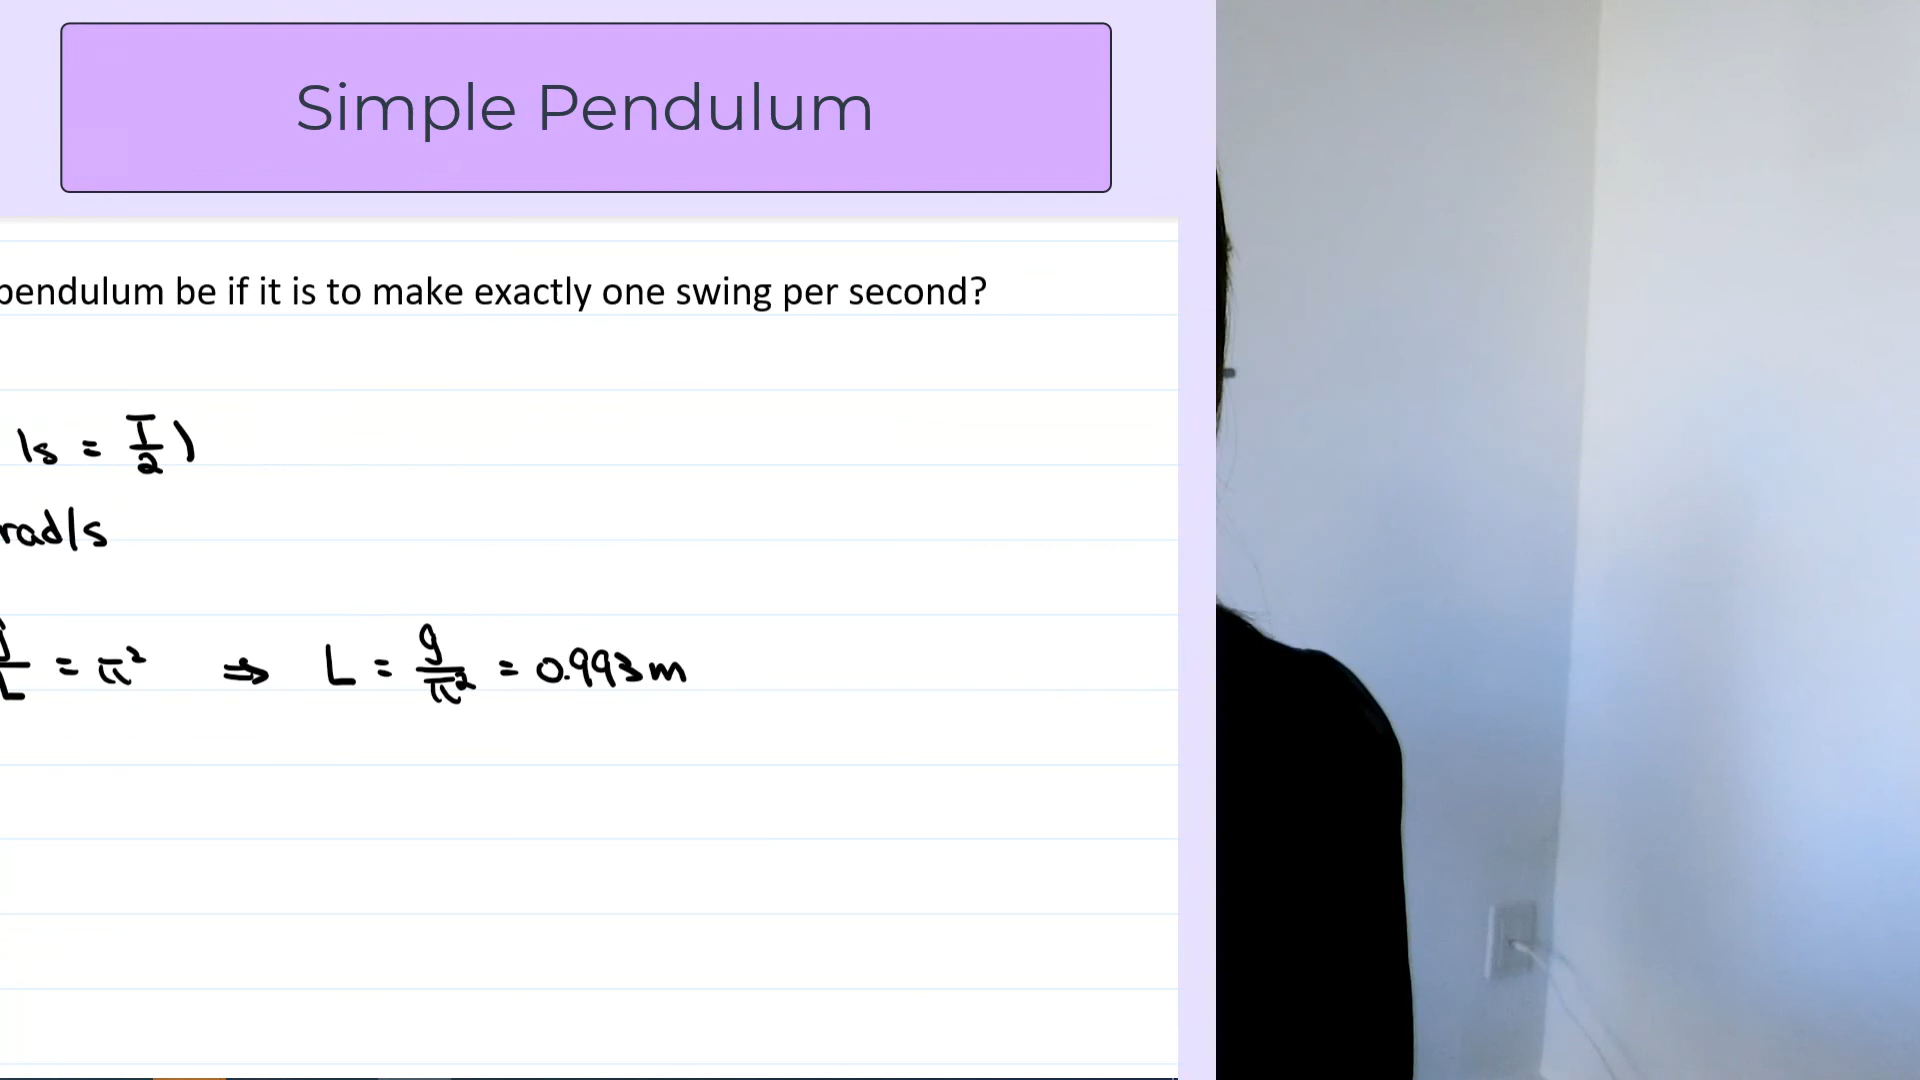 Simple Pendulum
pendulum be if it is to make exactly one swing per second?
1s = T/2)
rad/s
g/L = π² ⇒ L = g/π² = 0.993m